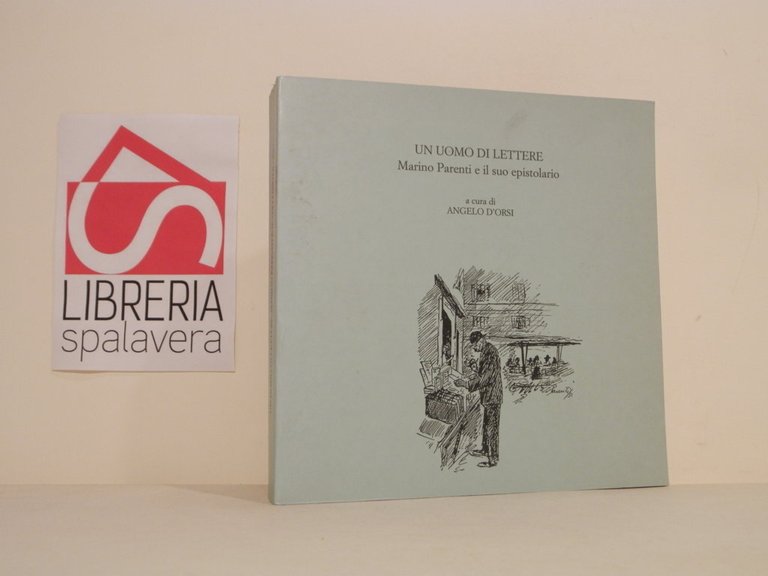 LIBRERIA
spalavera
UN UOMO DI LETTERE
Marino Parenti e il suo epistolario
a cura di
ANGELO D'ORSI